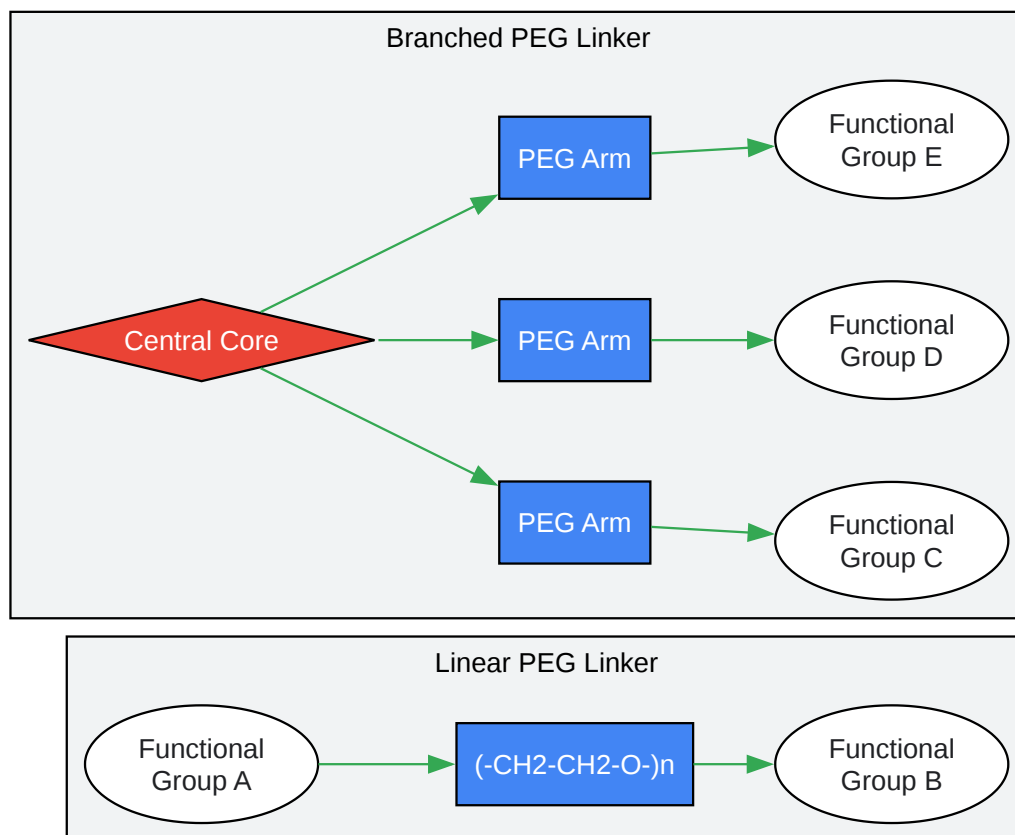 Branched PEG Linker
PEG Arm
Functional
Group E
Central Core
PEG Arm
Functional
Group D
PEG Arm
Functional
Group C
Linear PEG Linker
Functional
Group A
(-CH2-CH2-O-)n
Functional
Group B